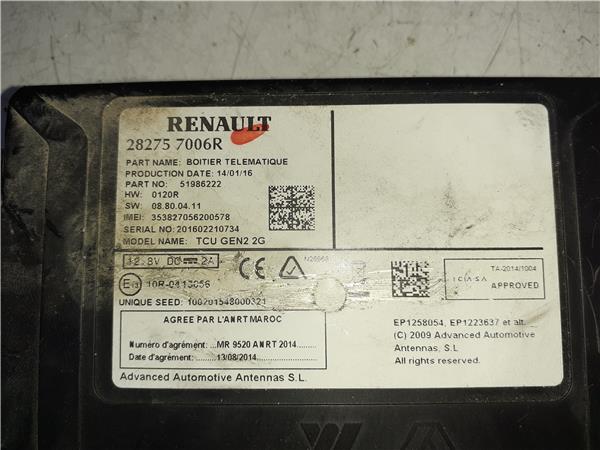 RENAULT
28275 7006R
PART NAME: BOITIER TELEMATIQUE
PRODUCTION DATE: 14/01/16
PART NO: 51986222
HW: 0120R
SW: 08.80.04.11
IMEI: 353827056200578
SERIAL NO: 201602210734
MODEL NAME: TCU GEN2 2G
12.8V DC 2A
CE
N20963
10R-0413056
UNIQUE SEED: 100201548000321
ICASA
TA-2014/1004
APPROVED
AGREE PAR L'ANRT MAROC
Numéro d'agrément: ...MR 9520 ANRT 2014...
Date d'agrément: ......13/08/2014......
EP1258054, EP1223637 et alt.
(C) 2009 Advanced Automotive
Antennas, S.L
All rights reserved.
Advanced Automotive Antennas S.L.